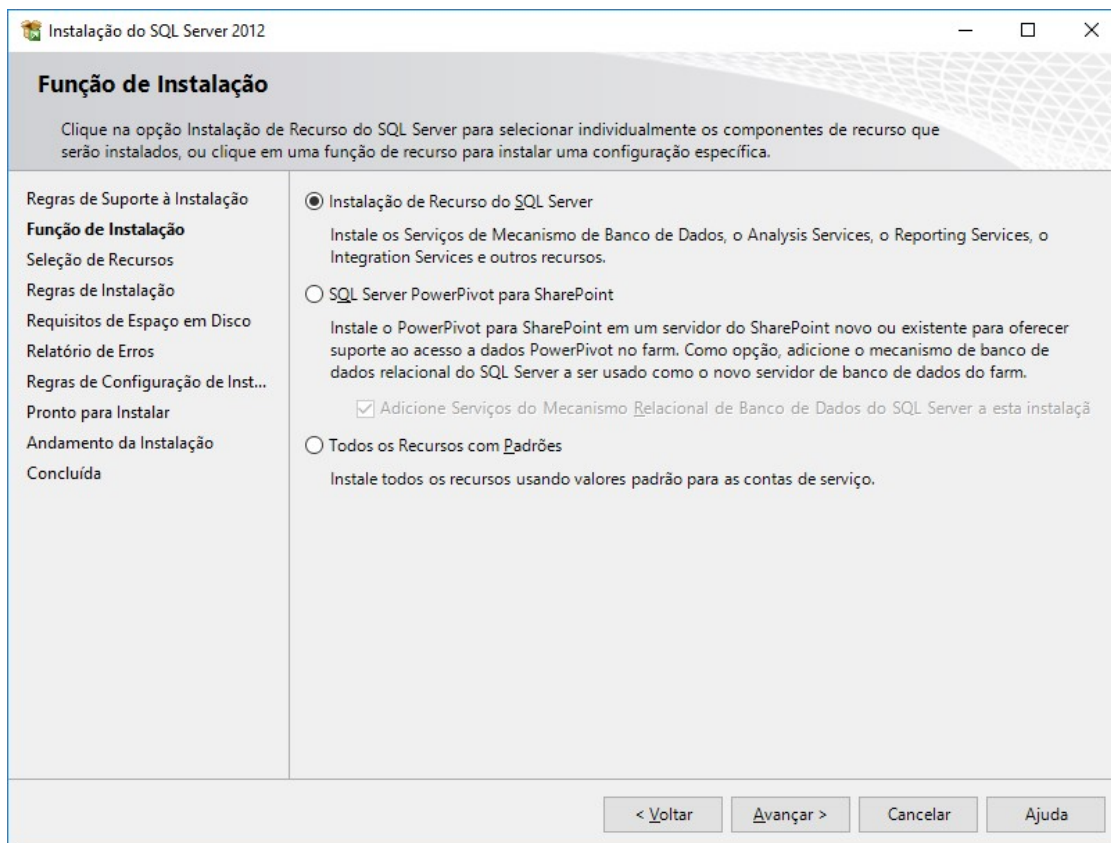 Instalação do SQL Server 2012
Função de Instalação
Clique na opção Instalação de Recurso do SQL Server para selecionar individualmente os componentes de recurso que
serão instalados, ou clique em uma função de recurso para instalar uma configuração específica.
Regras de Suporte à Instalação
Função de Instalação
Seleção de Recursos
Regras de Instalação
Requisitos de Espaço em Disco
Relatório de Erros
Regras de Configuração de Inst...
Pronto para Instalar
Andamento da Instalação
Concluída
Instalação de Recurso do SQL Server
Instale os Serviços de Mecanismo de Banco de Dados, o Analysis Services, o Reporting Services, o
Integration Services e outros recursos.
SQL Server PowerPivot para SharePoint
Instale o PowerPivot para SharePoint em um servidor do SharePoint novo ou existente para oferecer
suporte ao acesso a dados PowerPivot no farm. Como opção, adicione o mecanismo de banco de
dados relacional do SQL Server a ser usado como o novo servidor de banco de dados do farm.
Adicione Serviços do Mecanismo Relacional de Banco de Dados do SQL Server a esta instalaçã
Todos os Recursos com Padrões
Instale todos os recursos usando valores padrão para as contas de serviço.
< Voltar
Avançar >
Cancelar
Ajuda